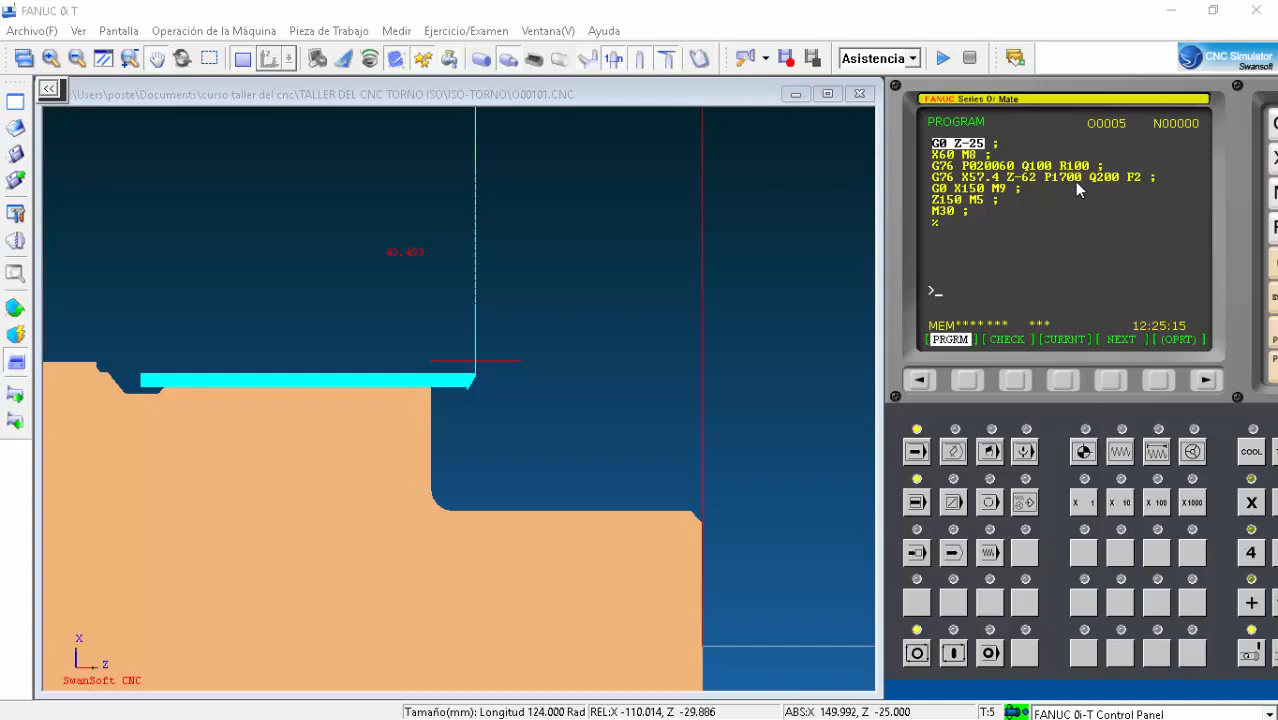 FANUC 0i T
Archivo(F) Ver Pantalla Operación de la Máquina Pieza de Trabajo Medir Ejercicio/Examen Ventana(V) Ayuda
Asistencia
CNC Simulator
Swansoft
<<
\Users\poste\Documents\curso taller del cnc\TALLER DEL CNC TORNO ISO\ISO-TORNO\O00101.CNC
FANUC Series 0i Mate
PROGRAM O0005 N00000
G0 Z-25 ;
X60 M8 ;
G76 P020060 Q100 R100 ;
G76 X57.4 Z-62 P1700 Q200 F2 ;
G0 X150 M9 ;
Z150 M5 ;
M30 ;
%
>_
MEM******* *** 12:25:15
[ PRGRM ] [ CHECK ] [CURRNT] [ NEXT ] [ (OPRT) ]
43.493
COOL
X 1 X 10 X 100 X1000 X
4
+
X
Z
SwanSoft CNC
Tamaño(mm): Longitud 124.000 Rad REL:X -110.014, Z -29.886 ABS:X 149.992, Z -25.000 T:5 FANUC 0i-T Control Panel